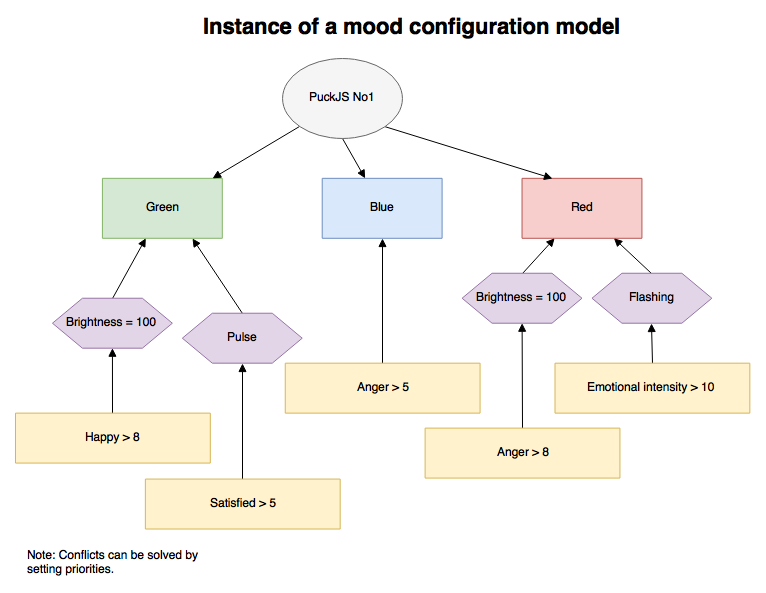 Instance of a mood configuration model
PuckJS No1
Green
Blue
Red
Brightness = 100
Pulse
Brightness = 100
Flashing
Anger > 5
Emotional intensity > 10
Happy > 8
Anger > 8
Satisfied > 5
Note: Conflicts can be solved by
setting priorities.